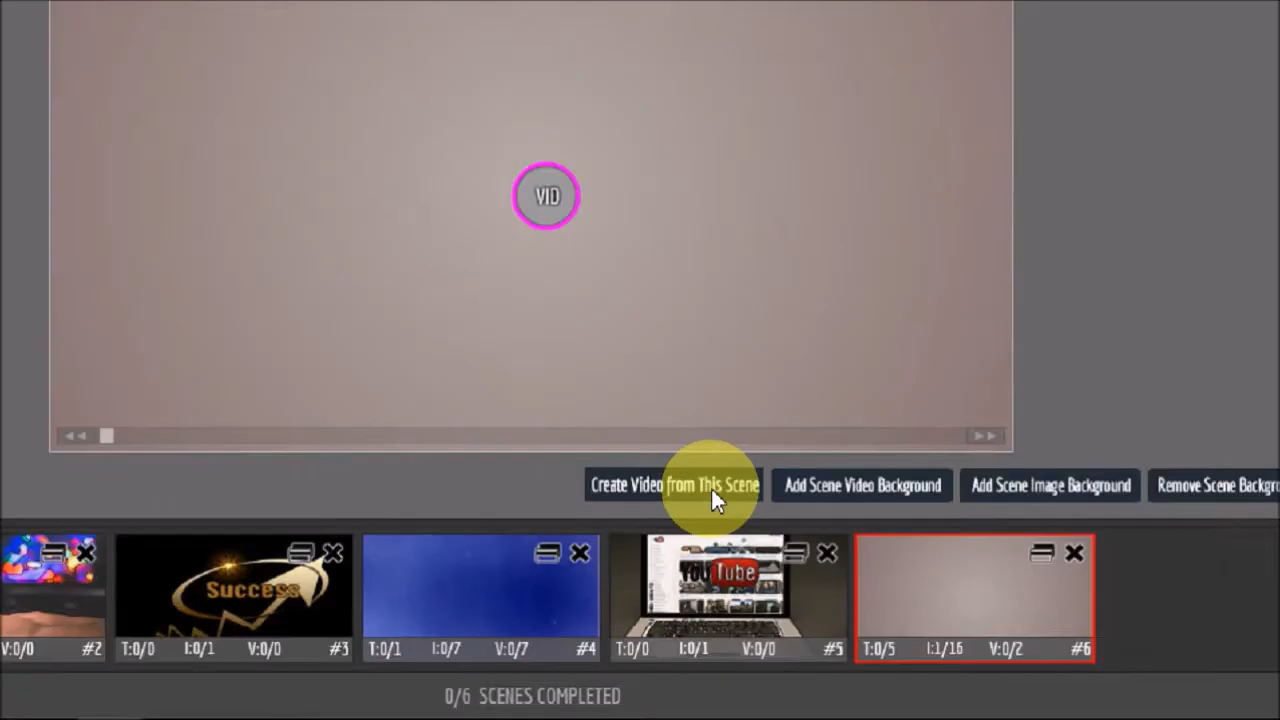 VID
Create Video from This Scene
Add Scene Video Background
Add Scene Image Background
Remove Scene Backgro
Success
YOU Tube
V:0/0 #2
T:0/0 I:0/1 V:0/0 #3
T:0/1 I:0/7 V:0/7 #4
T:0/0 I:0/1 V:0/0 #5
T:0/5 I:1/16 V:0/2 #6
0/6 SCENES COMPLETED